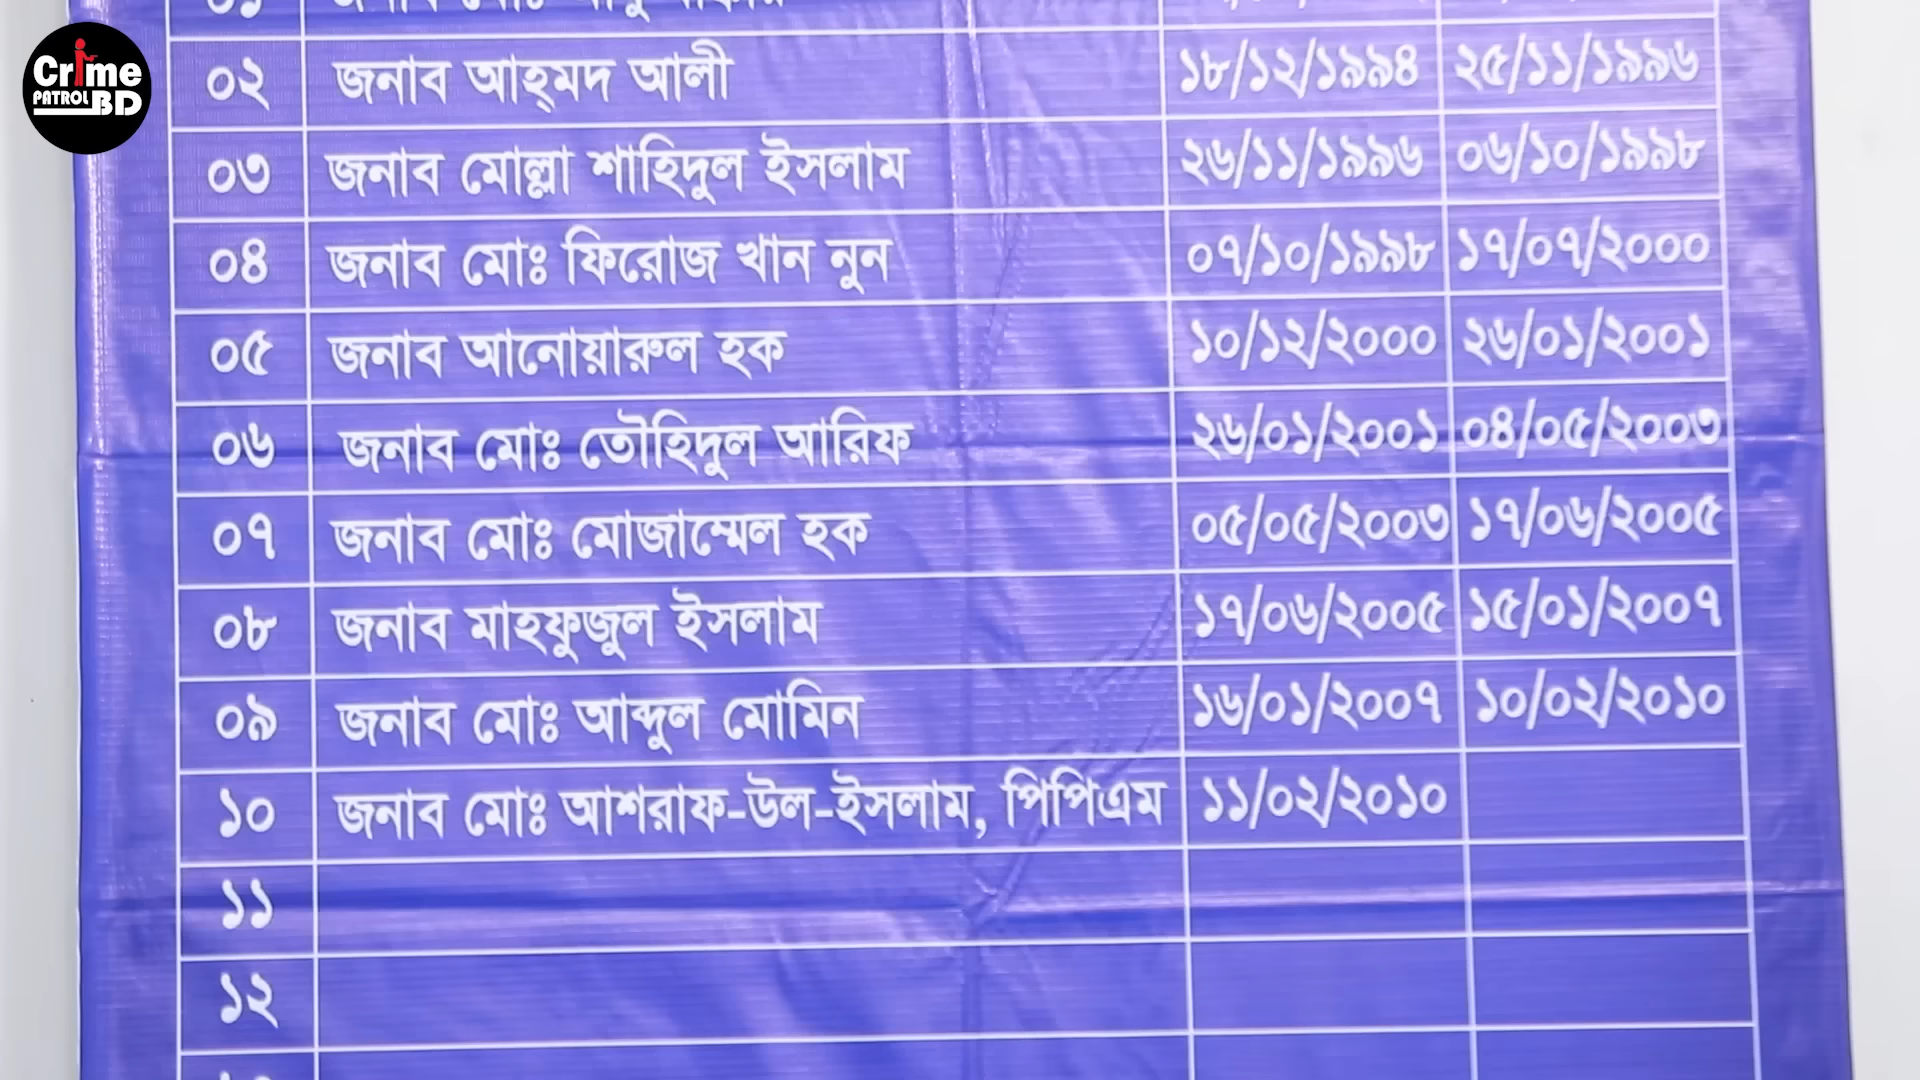 Crime
PATROL BD
০২ জনাব আহ্মদ আলী ১৮/১২/১৯৯৪ ২৫/১১/১৯৯৬
০৩ জনাব মোল্লা শাহিদুল ইসলাম ২৬/১১/১৯৯৬ ০৬/১০/১৯৯৮
০৪ জনাব মোঃ ফিরোজ খান নুন ০৭/১০/১৯৯৮ ১৭/০৭/২০০০
০৫ জনাব আনোয়ারুল হক ১০/১২/২০০০ ২৬/০১/২০০১
০৬ জনাব মোঃ তৌহিদুল আরিফ ২৬/০১/২০০১ ০৪/০৫/২০০৩
০৭ জনাব মোঃ মোজাম্মেল হক ০৫/০৫/২০০৩ ১৭/০৬/২০০৫
০৮ জনাব মাহফুজুল ইসলাম ১৭/০৬/২০০৫ ১৫/০১/২০০৭
০৯ জনাব মোঃ আব্দুল মোমিন ১৬/০১/২০০৭ ১০/০২/২০১০
১০ জনাব মোঃ আশরাফ-উল-ইসলাম, পিপিএম ১১/০২/২০১০
১১
১২